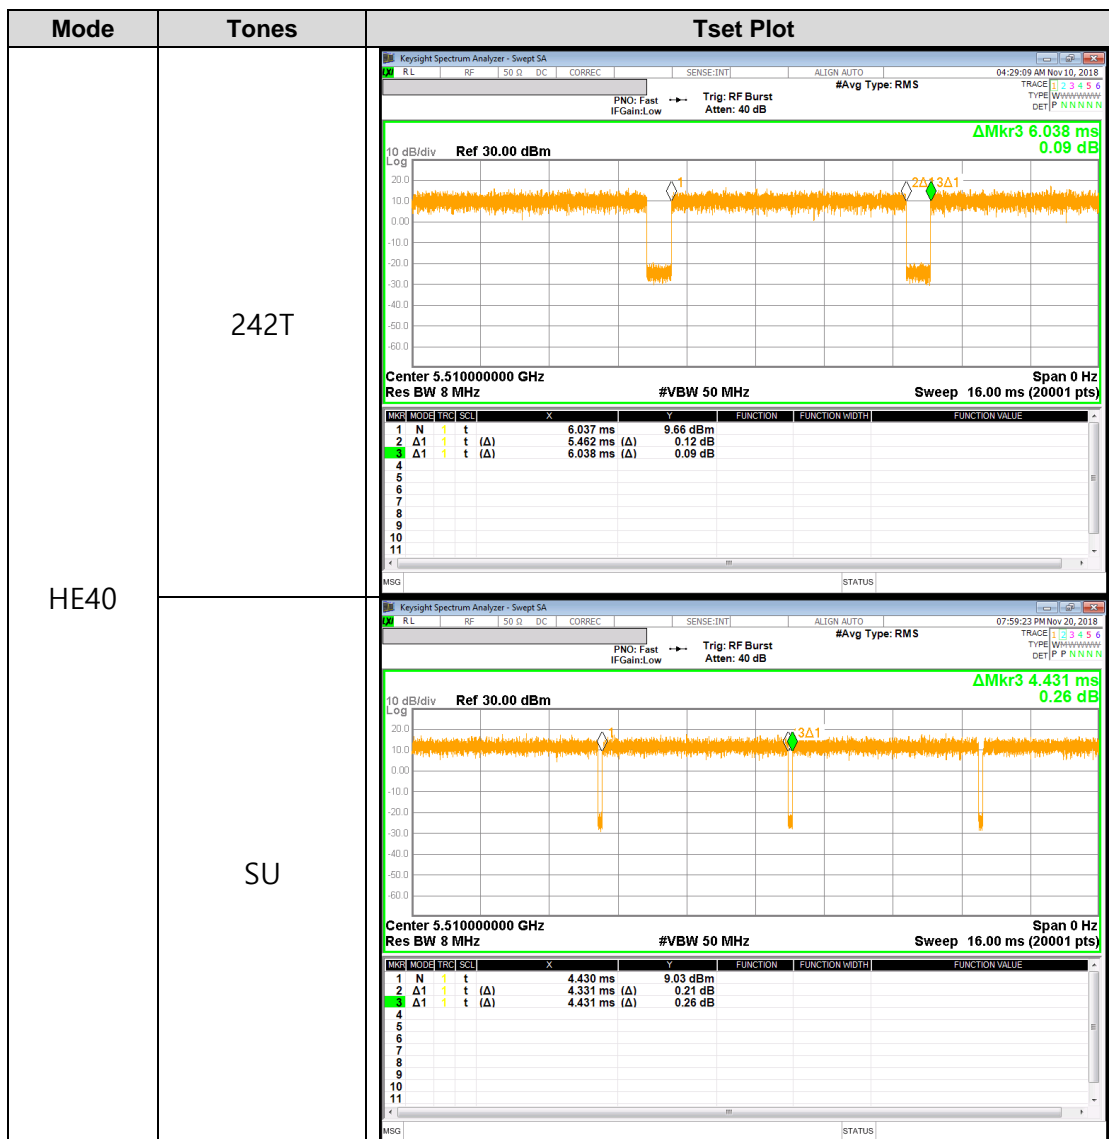 Mode Tones Tset Plot
HE40
242T
Keysight Spectrum Analyzer - Swept SA
RL RF 50 Ω DC CORREC SENSE:INT ALIGN AUTO 04:29:09 AM Nov 10, 2018
#Avg Type: RMS TRACE 1 2 3 4 5 6
PNO: Fast Trig: RF Burst TYPE WWWWWW
IFGain:Low Atten: 40 dB DET P N N N N N
ΔMkr3 6.038 ms
0.09 dB
10 dB/div Ref 30.00 dBm
Log
20.0
10.0
0.00
-10.0
-20.0
-30.0
-40.0
-50.0
-60.0
1
3Δ1
Center 5.510000000 GHz Span 0 Hz
Res BW 8 MHz #VBW 50 MHz Sweep 16.00 ms (20001 pts)
MKR MODE TRC SCL X Y FUNCTION FUNCTION WIDTH FUNCTION VALUE
1 N 1 t 6.037 ms 9.66 dBm
2 Δ1 1 t (Δ) 5.462 ms (Δ) 0.12 dB
3 Δ1 1 t (Δ) 6.038 ms (Δ) 0.09 dB
4
5
6
7
8
9
10
11
MSG STATUS
SU
Keysight Spectrum Analyzer - Swept SA
RL RF 50 Ω DC CORREC SENSE:INT ALIGN AUTO 07:59:23 PM Nov 20, 2018
#Avg Type: RMS TRACE 1 2 3 4 5 6
PNO: Fast Trig: RF Burst TYPE WMWWWW
IFGain:Low Atten: 40 dB DET P P N N N N
ΔMkr3 4.431 ms
0.26 dB
10 dB/div Ref 30.00 dBm
Log
20.0
10.0
0.00
-10.0
-20.0
-30.0
-40.0
-50.0
-60.0
1
3Δ1
Center 5.510000000 GHz Span 0 Hz
Res BW 8 MHz #VBW 50 MHz Sweep 16.00 ms (20001 pts)
MKR MODE TRC SCL X Y FUNCTION FUNCTION WIDTH FUNCTION VALUE
1 N 1 t 4.430 ms 9.03 dBm
2 Δ1 1 t (Δ) 4.331 ms (Δ) 0.21 dB
3 Δ1 1 t (Δ) 4.431 ms (Δ) 0.26 dB
4
5
6
7
8
9
10
11
MSG STATUS